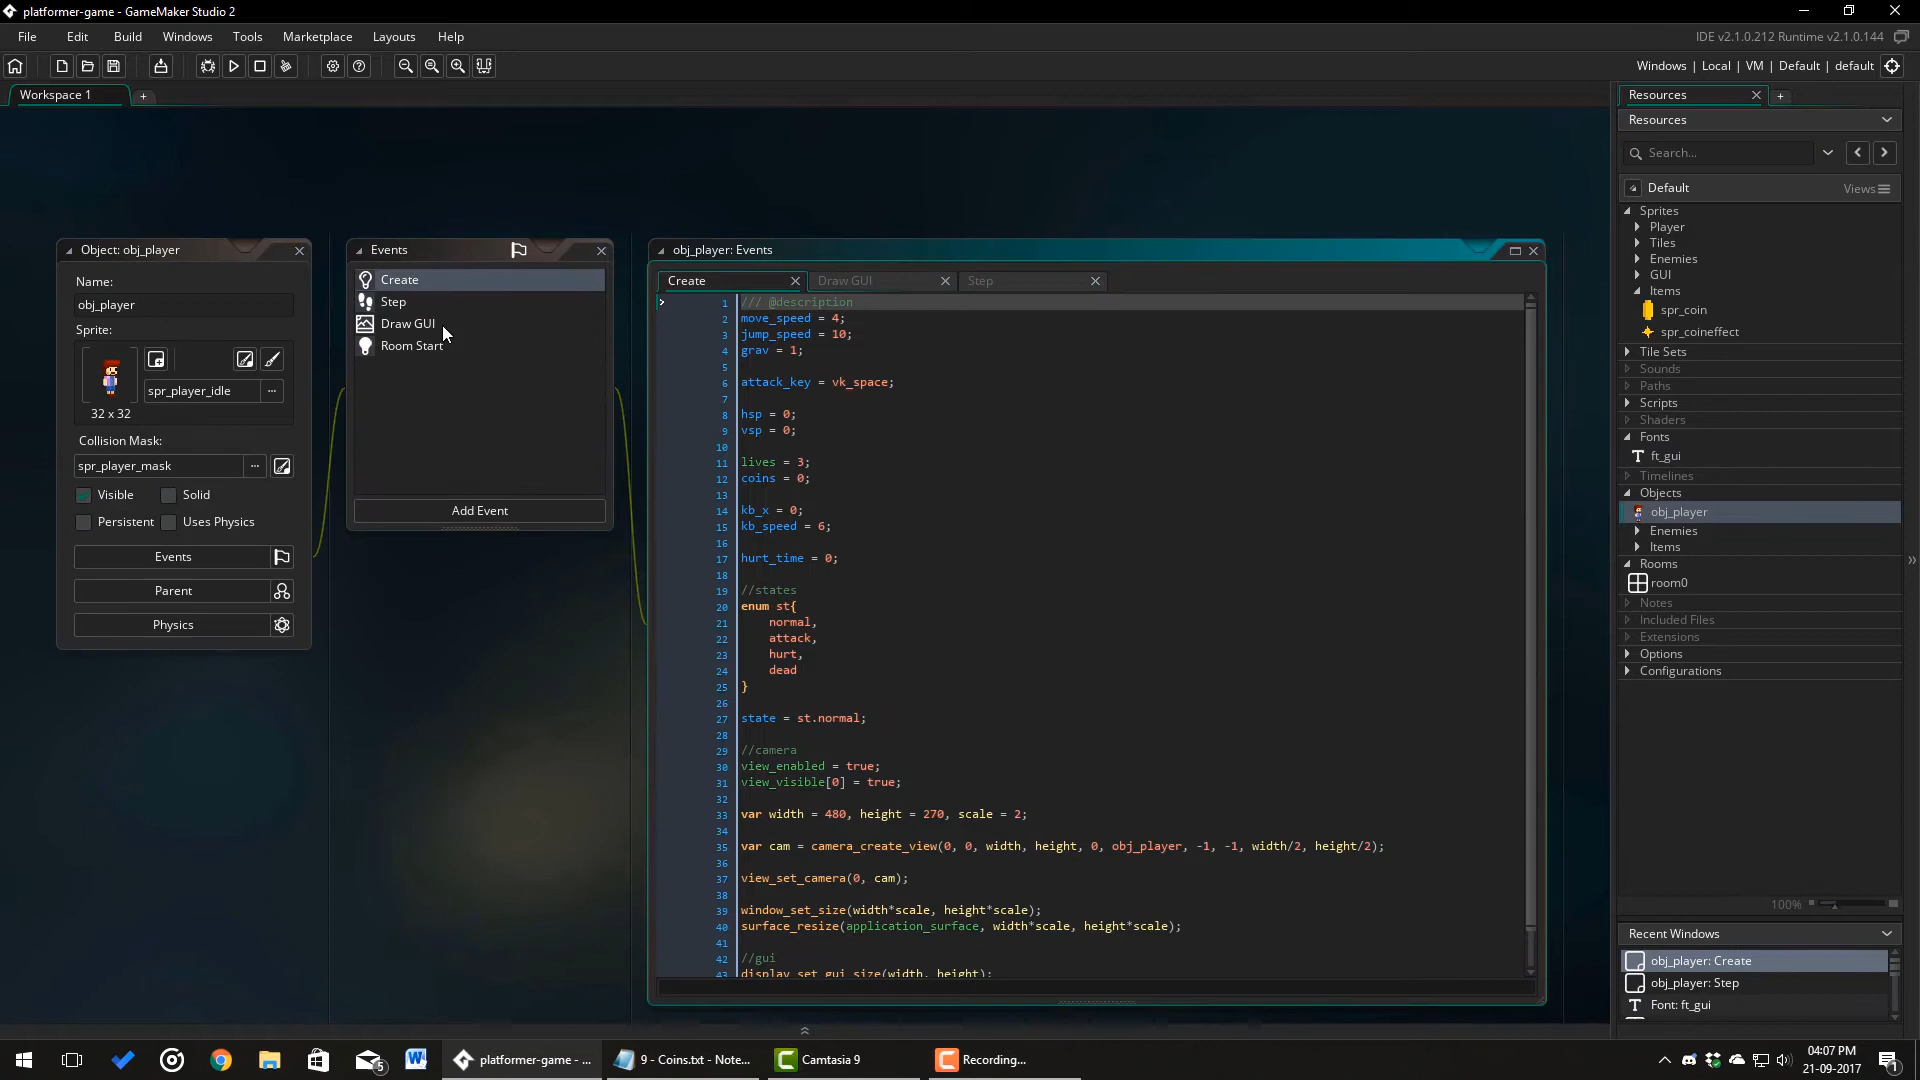 platformer-game - GameMaker Studio 2
File Edit Build Windows Tools Marketplace Layouts Help
IDE v2.1.0.212 Runtime v2.1.0.144
Windows | Local | VM | Default | default
Workspace 1
Object: obj_player
Name:
obj_player
Sprite:
spr_player_idle
32 x 32
Collision Mask:
spr_player_mask
Visible Solid
Persistent Uses Physics
Events
Parent
Physics
Events
Create
Step
Draw GUI
Room Start
Add Event
obj_player: Events
Create Draw GUI Step
1 /// @description
2 move_speed = 4;
3 jump_speed = 10;
4 grav = 1;
5
6 attack_key = vk_space;
7
8 hsp = 0;
9 vsp = 0;
10
11 lives = 3;
12 coins = 0;
13
14 kb_x = 0;
15 kb_speed = 6;
16
17 hurt_time = 0;
18
19 //states
20 enum st{
21 normal,
22 attack,
23 hurt,
24 dead
25 }
26
27 state = st.normal;
28
29 //camera
30 view_enabled = true;
31 view_visible[0] = true;
32
33 var width = 480, height = 270, scale = 2;
34
35 var cam = camera_create_view(0, 0, width, height, 0, obj_player, -1, -1, width/2, height/2);
36
37 view_set_camera(0, cam);
38
39 window_set_size(width*scale, height*scale);
40 surface_resize(application_surface, width*scale, height*scale);
41
42 //gui
43 display_set_gui_size(width, height);
Resources
Resources
Search...
Default Views
Sprites
Player
Tiles
Enemies
GUI
Items
spr_coin
spr_coineffect
Tile Sets
Sounds
Paths
Scripts
Shaders
Fonts
ft_gui
Timelines
Objects
obj_player
Enemies
Items
Rooms
room0
Notes
Included Files
Extensions
Options
Configurations
100%
Recent Windows
obj_player: Create
obj_player: Step
Font: ft_gui
5
platformer-game - ...
9 - Coins.txt - Note...
Camtasia 9
Recording...
04:07 PM
21-09-2017
1